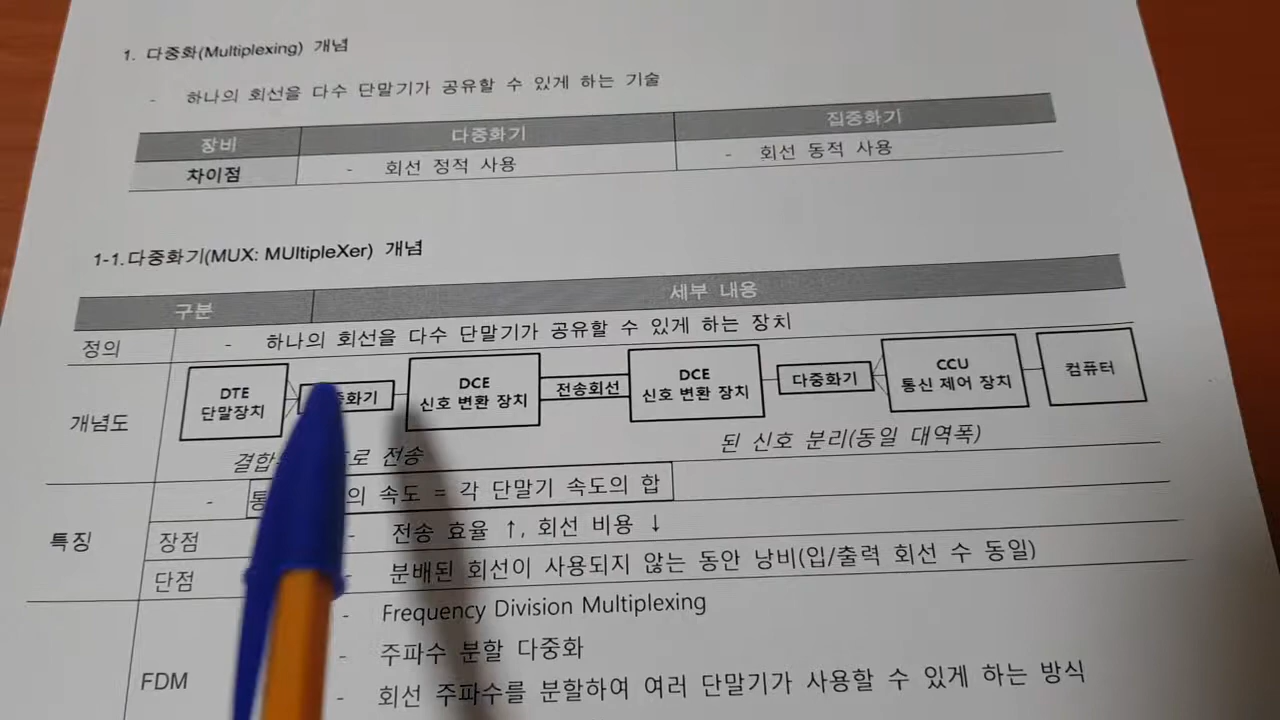 1. 다중화(Multiplexing) 개념
- 하나의 회선을 다수 단말기가 공유할 수 있게 하는 기술
장비 다중화기 집중화기
차이점 - 회선 정적 사용 - 회선 동적 사용
1-1.다중화기(MUX: MUltipleXer) 개념
구분 세부 내용
정의 - 하나의 회선을 다수 단말기가 공유할 수 있게 하는 장치
개념도
DTE
단말장치
DCE
신호 변환 장치
전송회선
DCE
신호 변환 장치
다중화기
CCU
통신 제어 장치
컴퓨터
전송
된 신호 분리(동일 대역폭)
특징
- 속도 = 각 단말기 속도의 합
장점 - 전송 효율 ↑, 회선 비용 ↓
단점 - 분배된 회선이 사용되지 않는 동안 낭비(입/출력 회선 수 동일)
FDM
- Frequency Division Multiplexing
- 주파수 분할 다중화
- 회선 주파수를 분할하여 여러 단말기가 사용할 수 있게 하는 방식